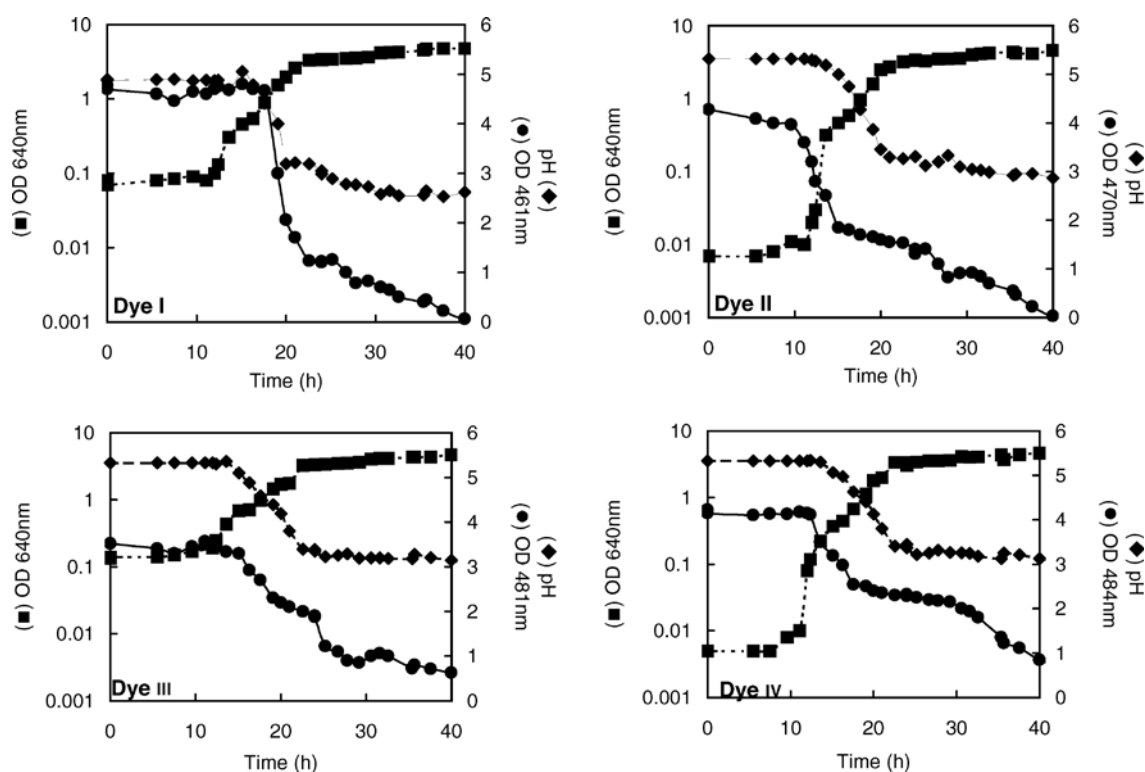 10
1
0.1
0.01
0.001
(■) OD 640nm
6
5
4
3
2
1
0
(●) OD 461nm
pH (◆)
Dye I
0 10 20 30 40
Time (h)
10
1
0.1
0.01
0.001
(■) OD 640nm
6
5
4
3
2
1
0
(●) OD 470nm
(◆) pH
Dye II
0 10 20 30 40
Time (h)
10
1
0.1
0.01
0.001
(■) OD 640nm
6
5
4
3
2
1
0
(●) OD 481nm
(◆) pH
Dye III
0 10 20 30 40
Time (h)
10
1
0.1
0.01
0.001
(■) OD 640nm
6
5
4
3
2
1
0
(●) OD 484nm
(◆) pH
Dye IV
0 10 20 30 40
Time (h)